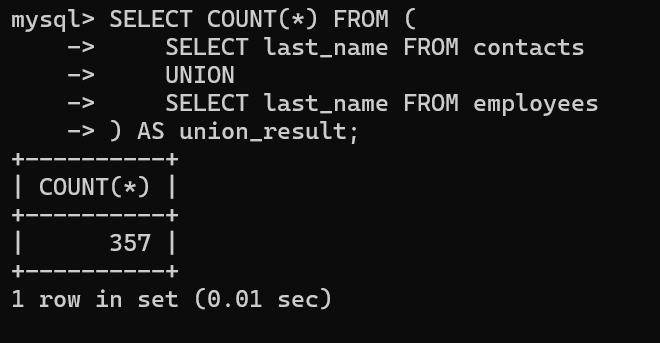 mysql> SELECT COUNT(*) FROM (
    ->     SELECT last_name FROM contacts
    ->     UNION
    ->     SELECT last_name FROM employees
    -> ) AS union_result;
+----------+
| COUNT(*) |
+----------+
|      357 |
+----------+
1 row in set (0.01 sec)